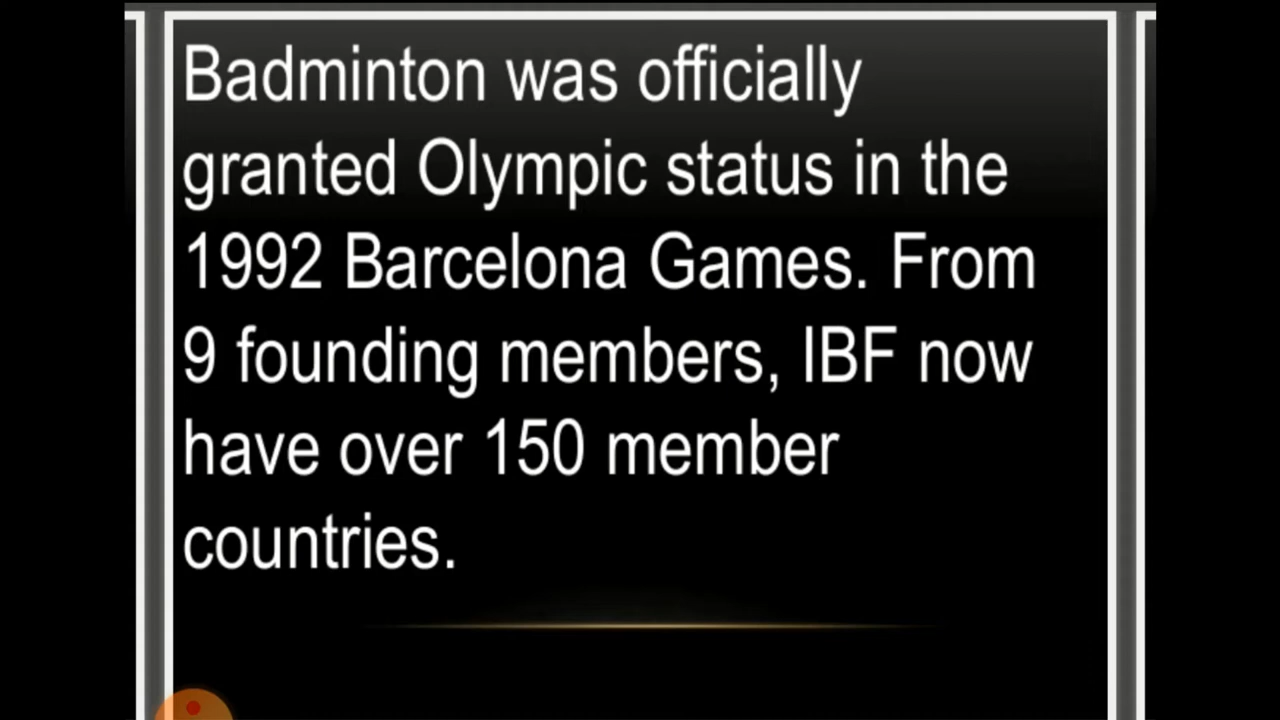 Badminton was officially
granted Olympic status in the
1992 Barcelona Games. From
9 founding members, IBF now
have over 150 member
countries.